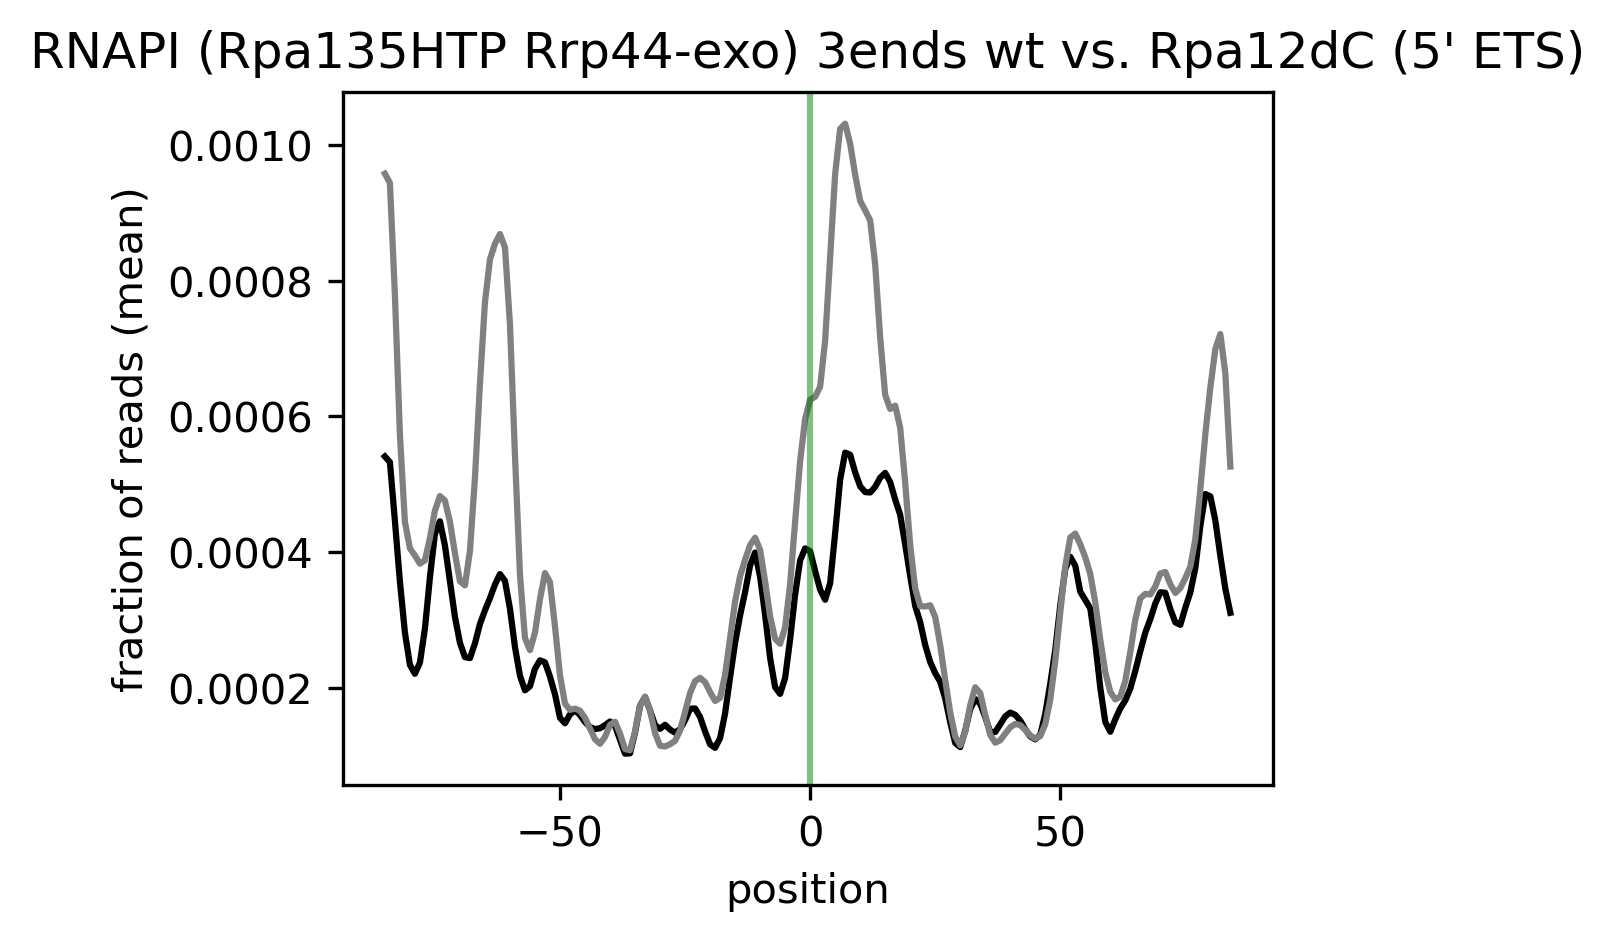 RNAPI (Rpa135HTP Rrp44-exo) 3ends wt vs. Rpa12dC (5' ETS)
fraction of reads (mean)
0.0010
0.0008
0.0006
0.0004
0.0002
−50 0 50
position